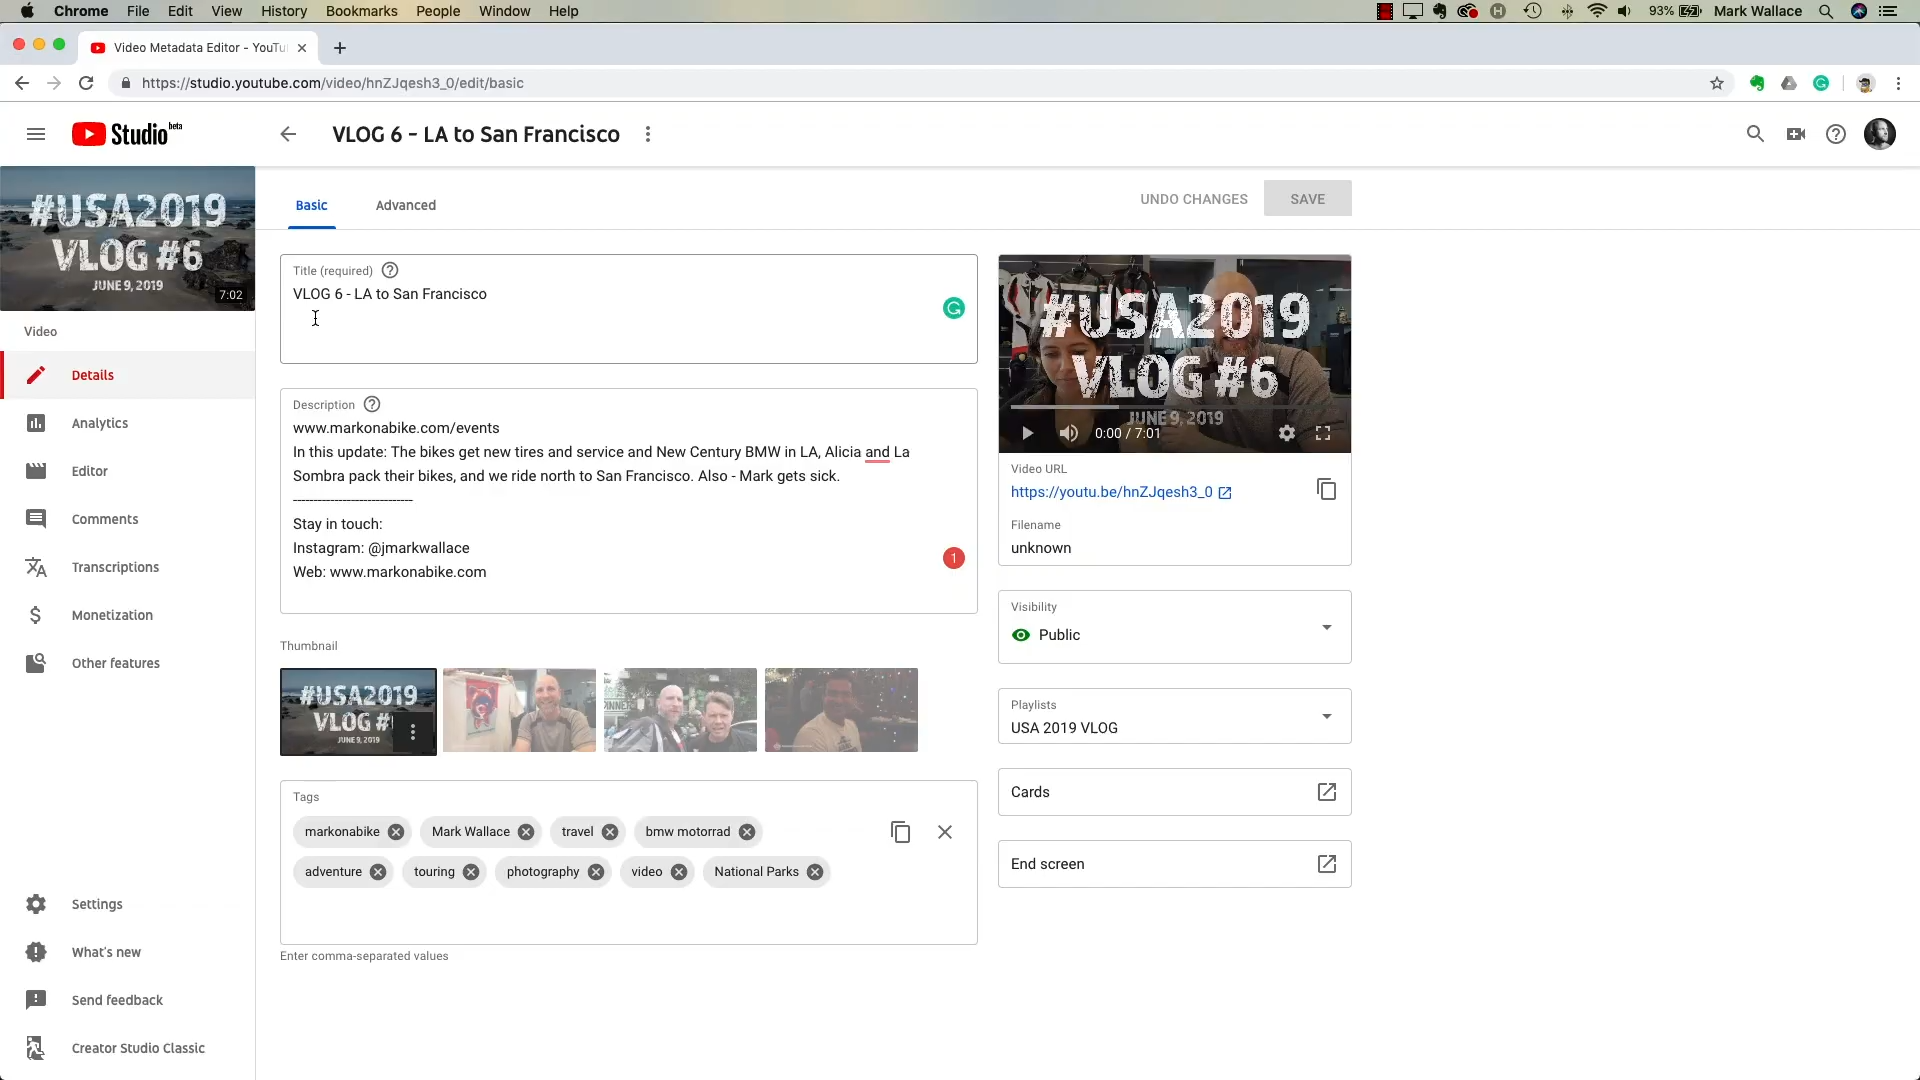 Chrome File Edit View History Bookmarks People Window Help
93% Mark Wallace
Video Metadata Editor - YouTu
https://studio.youtube.com/video/hnZJqesh3_0/edit/basic
Studio beta
VLOG 6 - LA to San Francisco
#USA2019
VLOG #6
JUNE 9, 2019
7:02
Video
Details
Analytics
Editor
Comments
Transcriptions
Monetization
Other features
Settings
What's new
Send feedback
Creator Studio Classic
Basic Advanced
UNDO CHANGES SAVE
Title (required)
VLOG 6 - LA to San Francisco
Description
www.markonabike.com/events
In this update: The bikes get new tires and service and New Century BMW in LA, Alicia and La
Sombra pack their bikes, and we ride north to San Francisco. Also - Mark gets sick.
-----------------------------
Stay in touch:
Instagram: @jmarkwallace
Web: www.markonabike.com
1
Thumbnail
#USA2019
VLOG #
JUNE 9, 2019
Tags
markonabike Mark Wallace travel bmw motorrad
adventure touring photography video National Parks
Enter comma-separated values
#USA2019
VLOG #6
JUNE 9, 2019
0:00 / 7:01
Video URL
https://youtu.be/hnZJqesh3_0
Filename
unknown
Visibility
Public
Playlists
USA 2019 VLOG
Cards
End screen